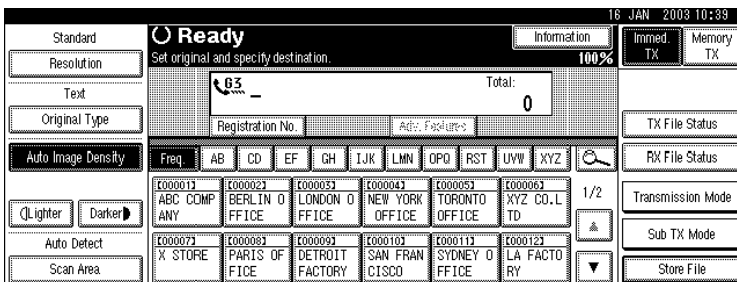 16 JAN 2003 10:39
Standard
Resolution
Text
Original Type
Auto Image Density
Lighter Darker
Auto Detect
Scan Area
Ready
Information
Set original and specify destination.
100%
G3 _
Total:
0
Registration No.
Adv. Features
Freq. AB CD EF GH IJK LMN OPQ RST UVW XYZ
[00001] [00002] [00003] [00004] [00005] [00006]
ABC COMP BERLIN O LONDON O NEW YORK TORONTO XYZ CO.L
ANY FFICE FFICE OFFICE OFFICE TD
1/2
[00007] [00008] [00009] [00010] [00011] [00012]
X STORE PARIS OF DETROIT SAN FRAN SYDNEY O LA FACTO
FICE FACTORY CISCO FFICE RY
Immed. Memory
TX TX
TX File Status
RX File Status
Transmission Mode
Sub TX Mode
Store File